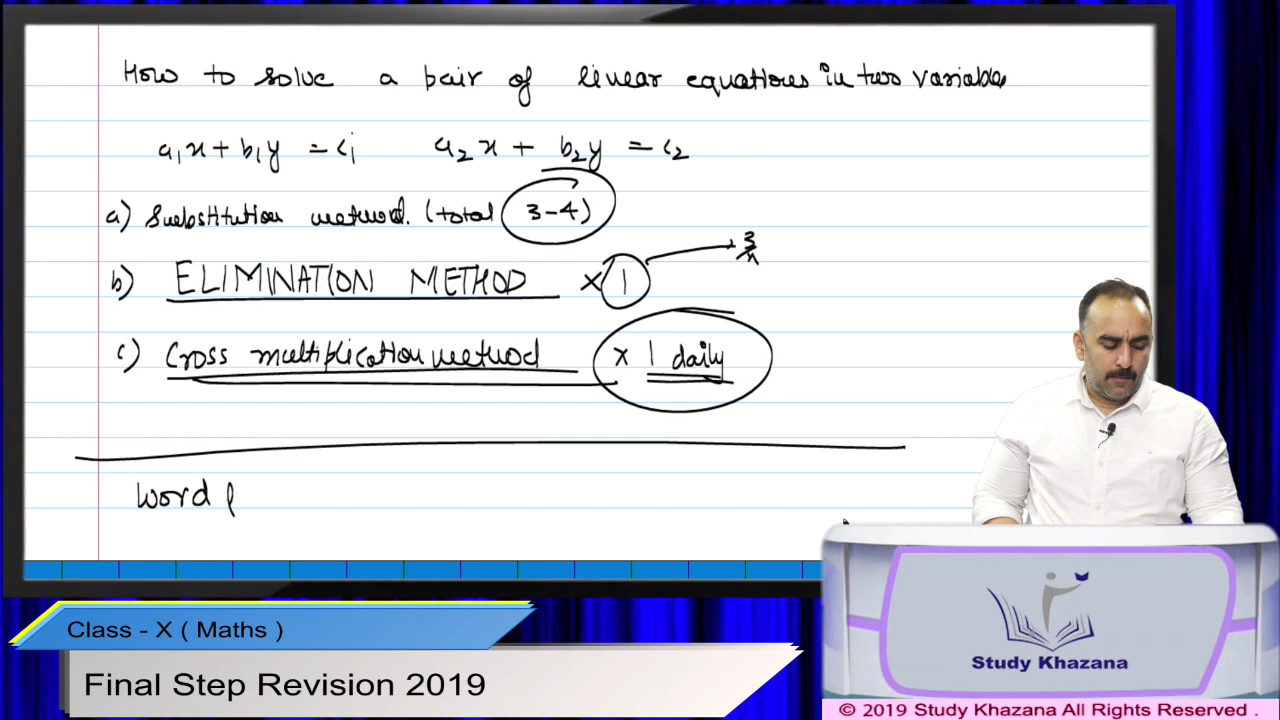 How to solve a pair of linear equations in two variables
a₁x + b₁y = c₁ a₂x + b₂y = c₂
a) Substitution method. (total 3-4)
b) ELIMINATION METHOD × 1
c) Cross multiplication method × 1 daily
word p
Class - X ( Maths )
Final Step Revision 2019
Study Khazana
© 2019 Study Khazana All Rights Reserved .